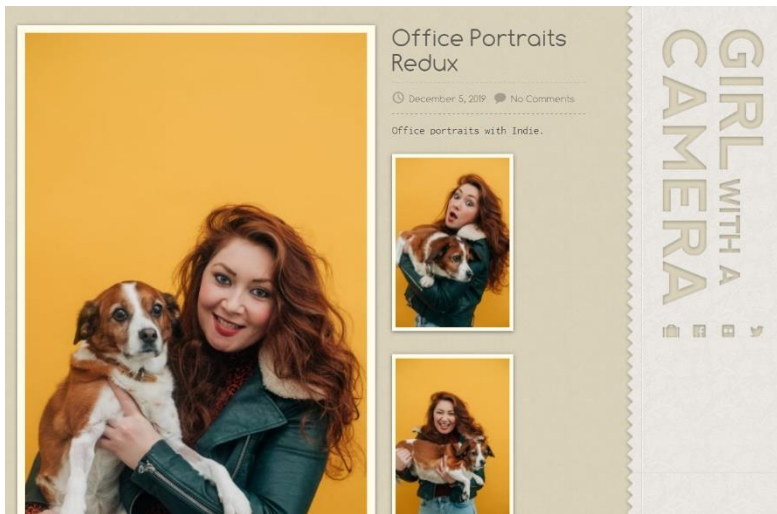 Office Portraits
Redux
December 5, 2019 No Comments
Office portraits with Indie.
GIRL
WITH A
CAMERA